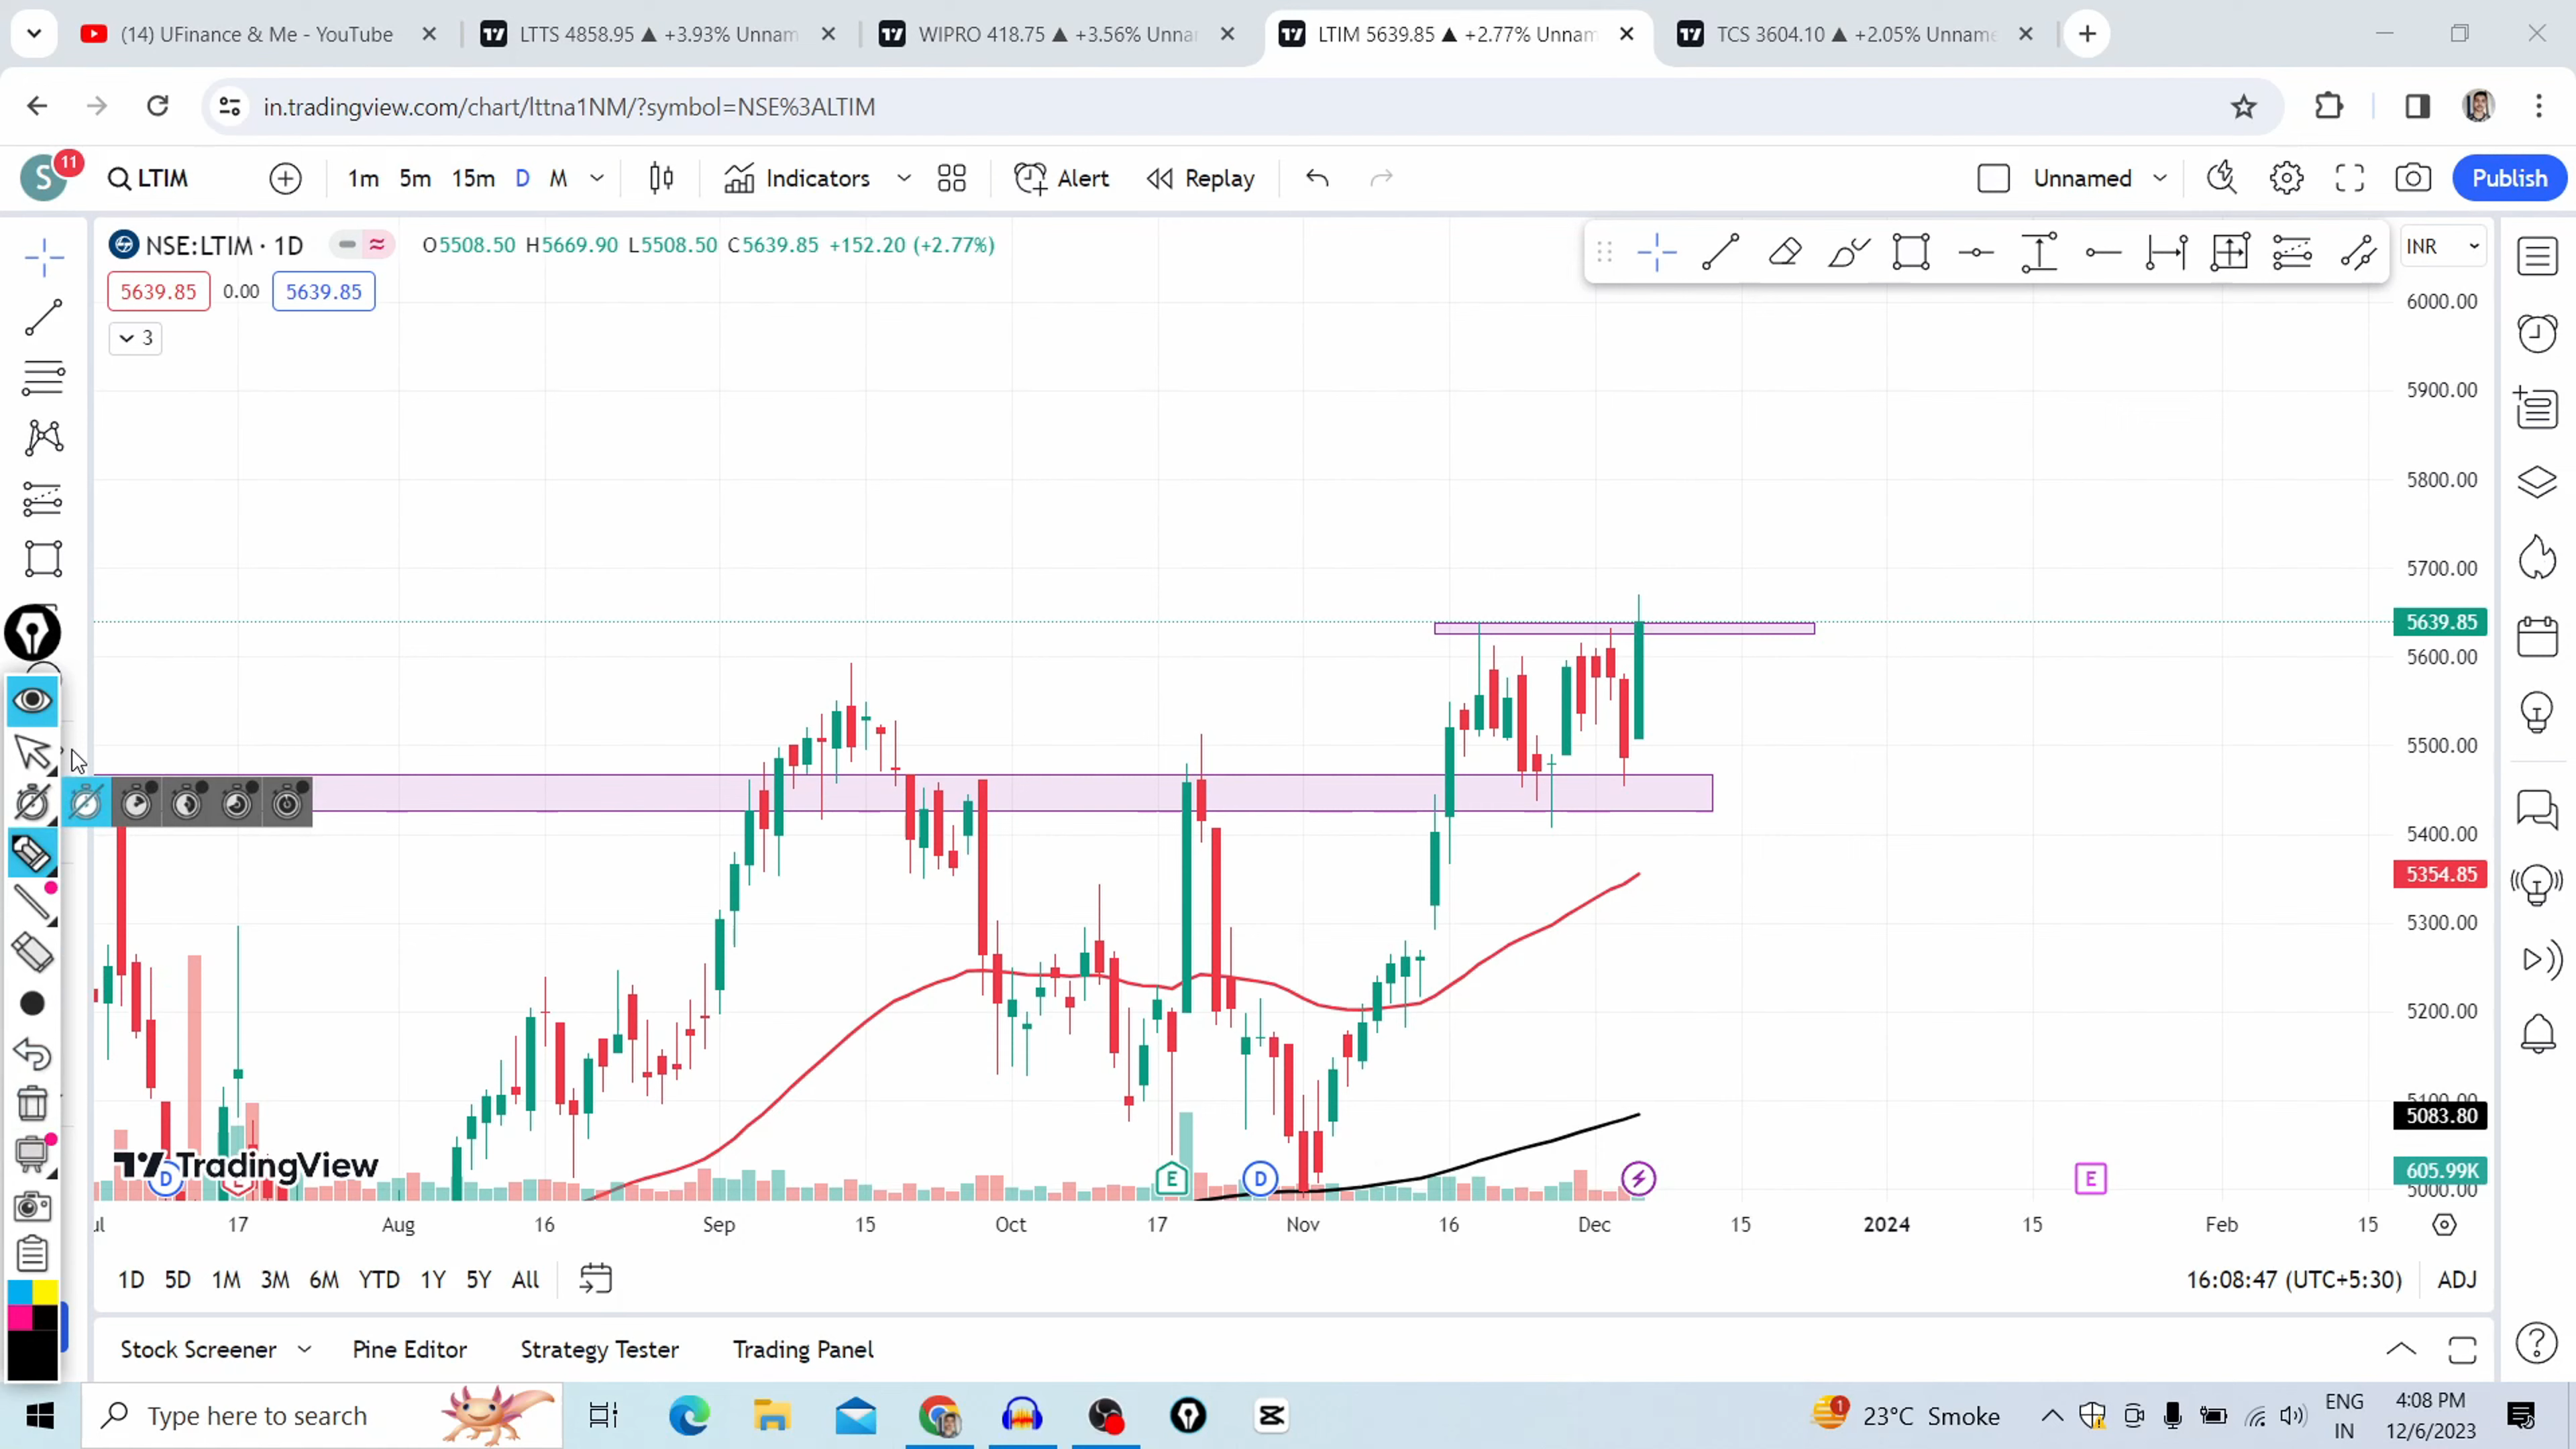 (14) UFinance & Me - YouTube
LTTS 4858.95 ▲ +3.93% Unnam
WIPRO 418.75 ▲ +3.56% Unna
LTIM 5639.85 ▲ +2.77% Unnam
TCS 3604.10 ▲ +2.05% Unname
in.tradingview.com/chart/lttna1NM/?symbol=NSE%3ALTIM
S 11 LTIM 1m 5m 15m D M Indicators Alert Replay Unnamed Publish
NSE:LTIM · 1D O5508.50 H5669.90 L5508.50 C5639.85 +152.20 (+2.77%)
INR
5639.85 0.00 5639.85
3
6000.00
5900.00
5800.00
5700.00
5639.85
5600.00
5500.00
5400.00
5354.85
5300.00
5200.00
5083.80
605.99K
5000.00
TradingView
D E D E
17 Aug 16 Sep 15 Oct 17 Nov 16 Dec 15 2024 15 Feb 15
1D 5D 1M 3M 6M YTD 1Y 5Y All
16:08:47 (UTC+5:30) ADJ
Stock Screener Pine Editor Strategy Tester Trading Panel
Type here to search
1 23°C Smoke
ENG
IN
4:08 PM
12/6/2023